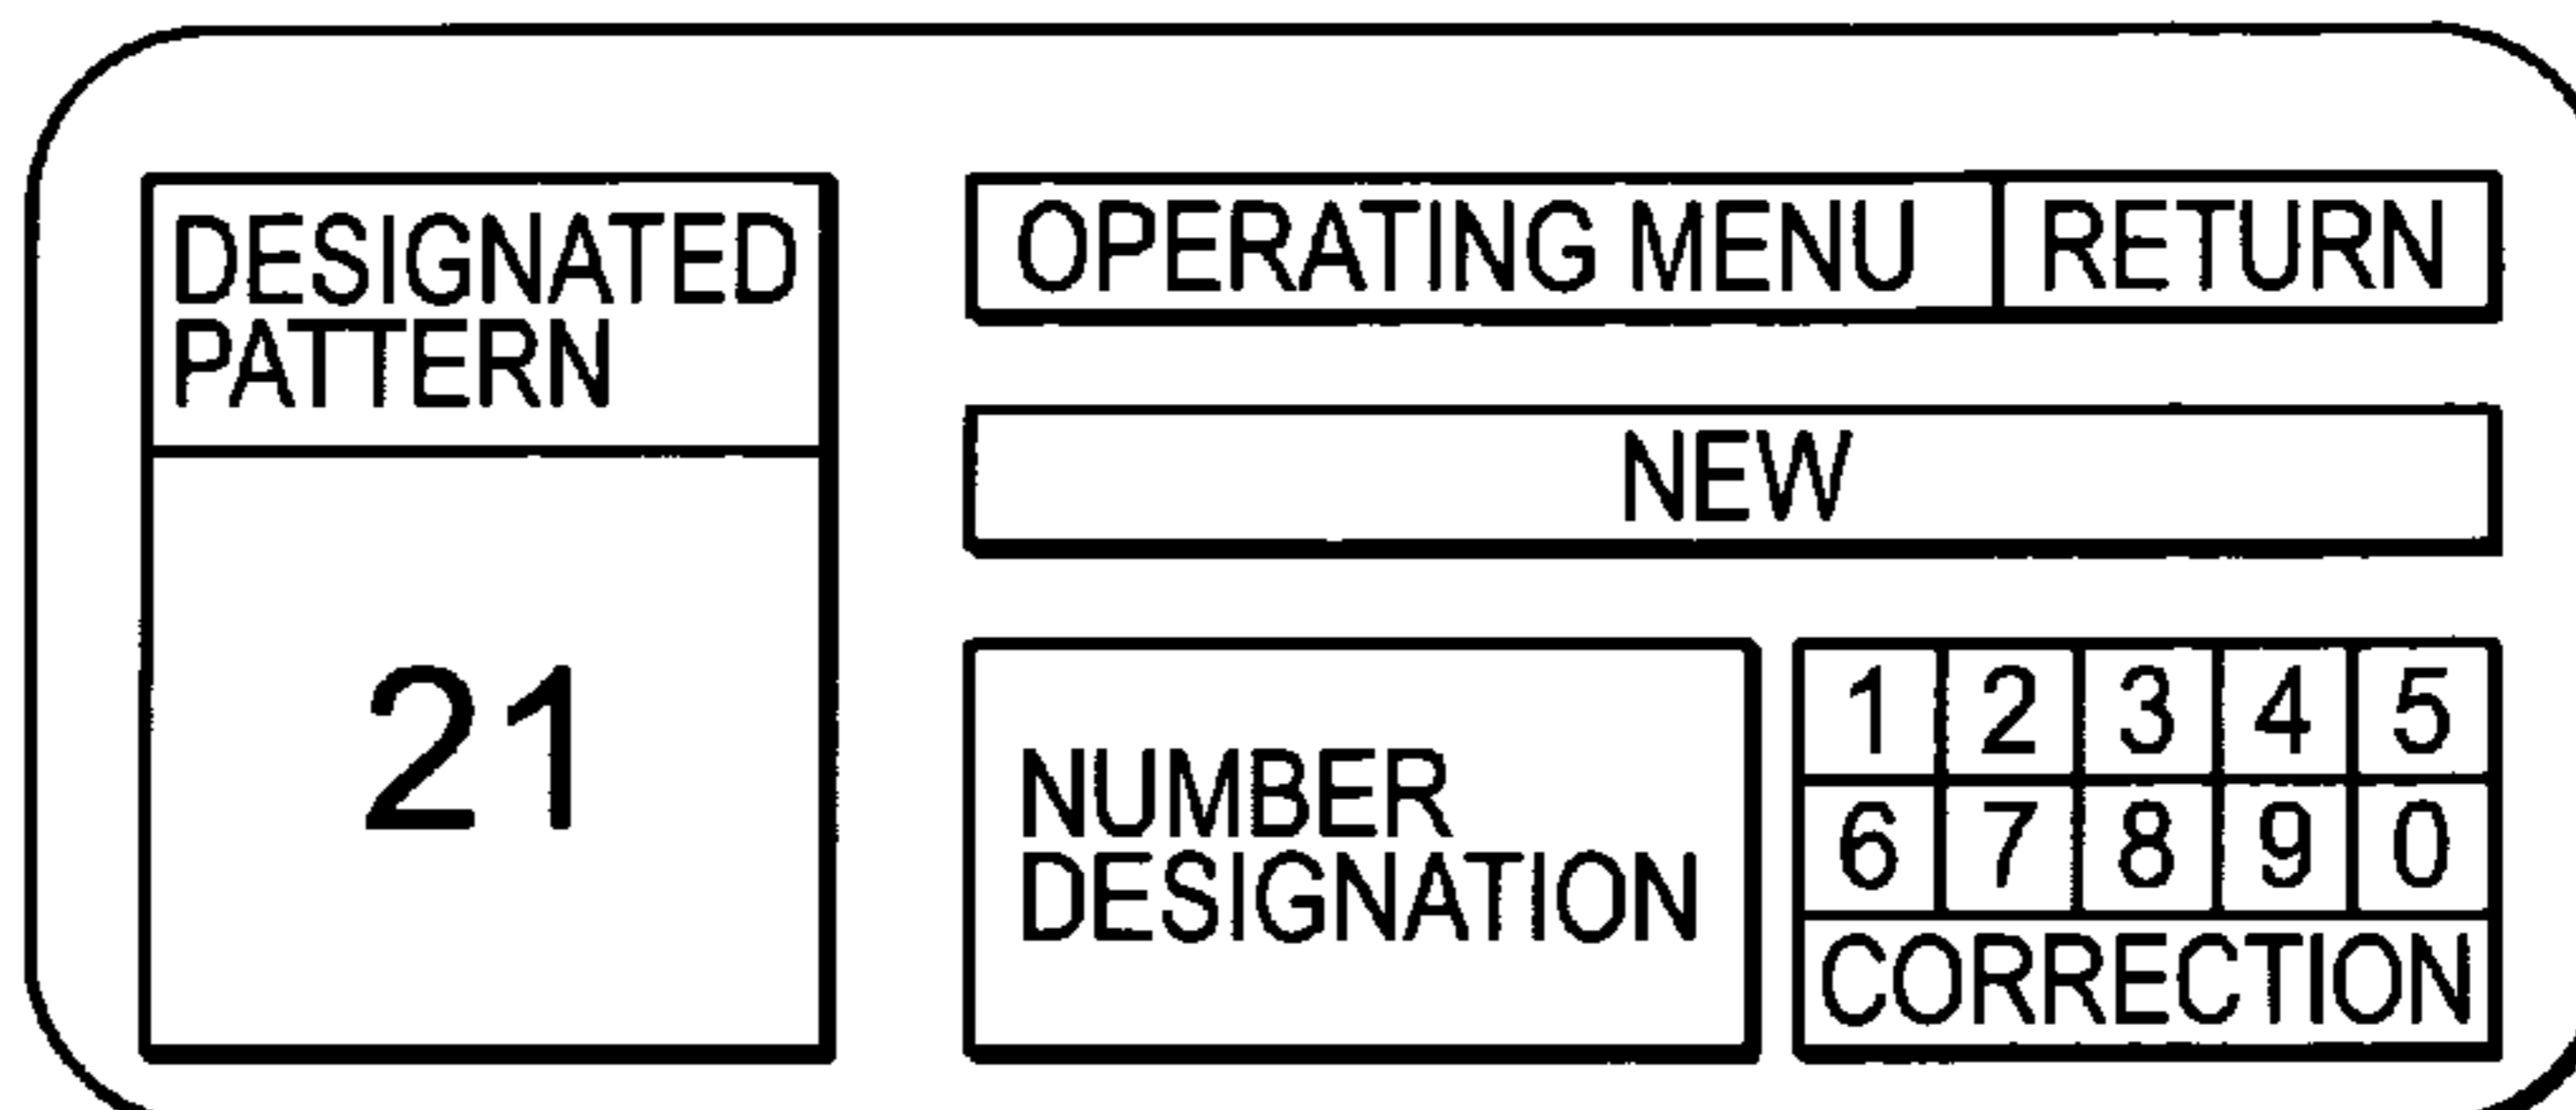 DESIGNATED
PATTERN
21
OPERATING MENU RETURN
NEW
NUMBER
DESIGNATION
1 2 3 4 5
6 7 8 9 0
CORRECTION